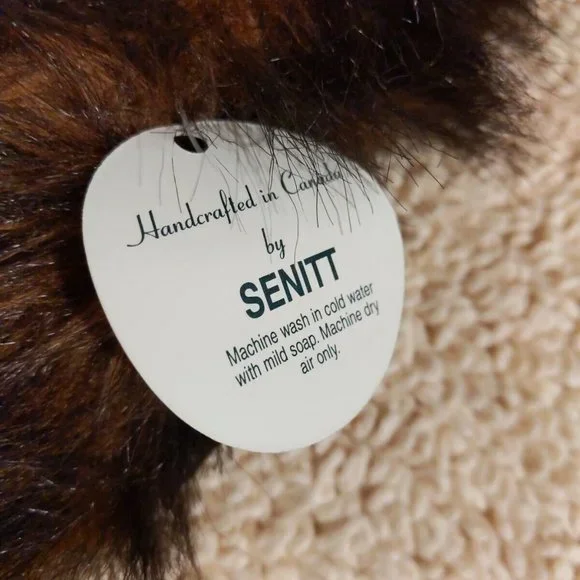 Handcrafted in Canada
by
SENITT
Machine wash in cold water
with mild soap. Machine dry
air only.